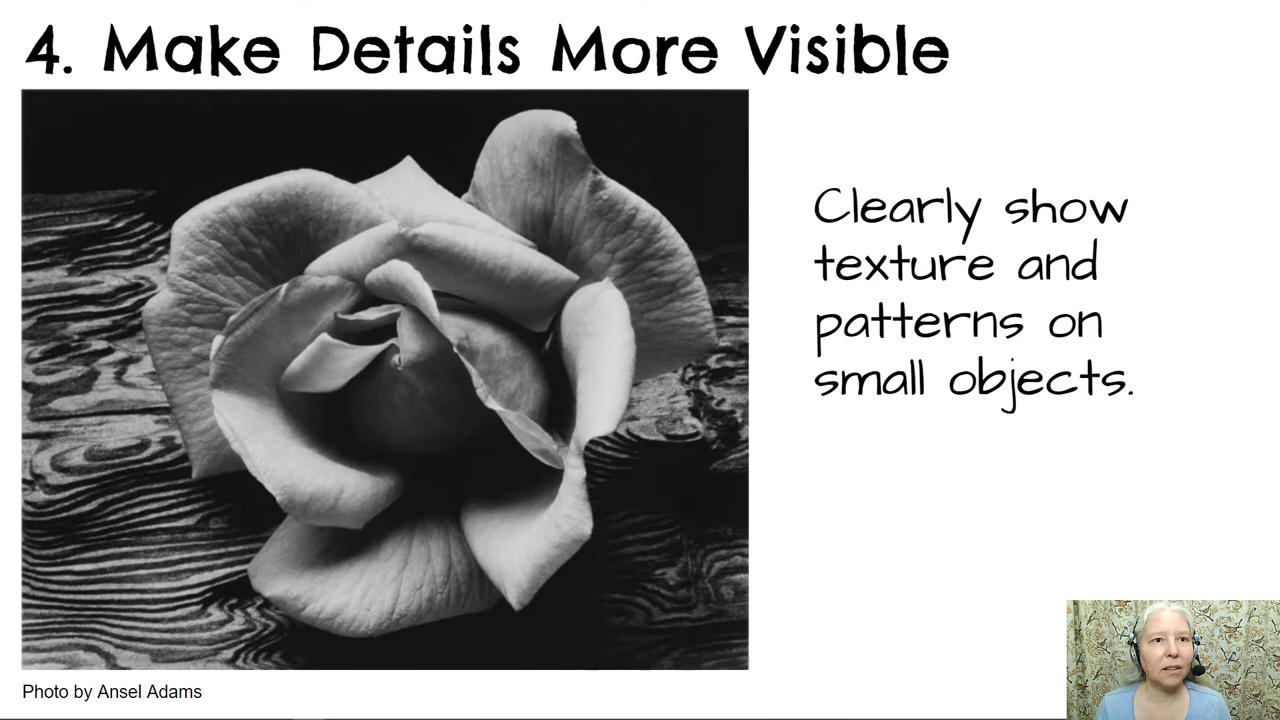 4. Make Details More Visible
Clearly show
texture and
patterns on
small objects.
Photo by Ansel Adams